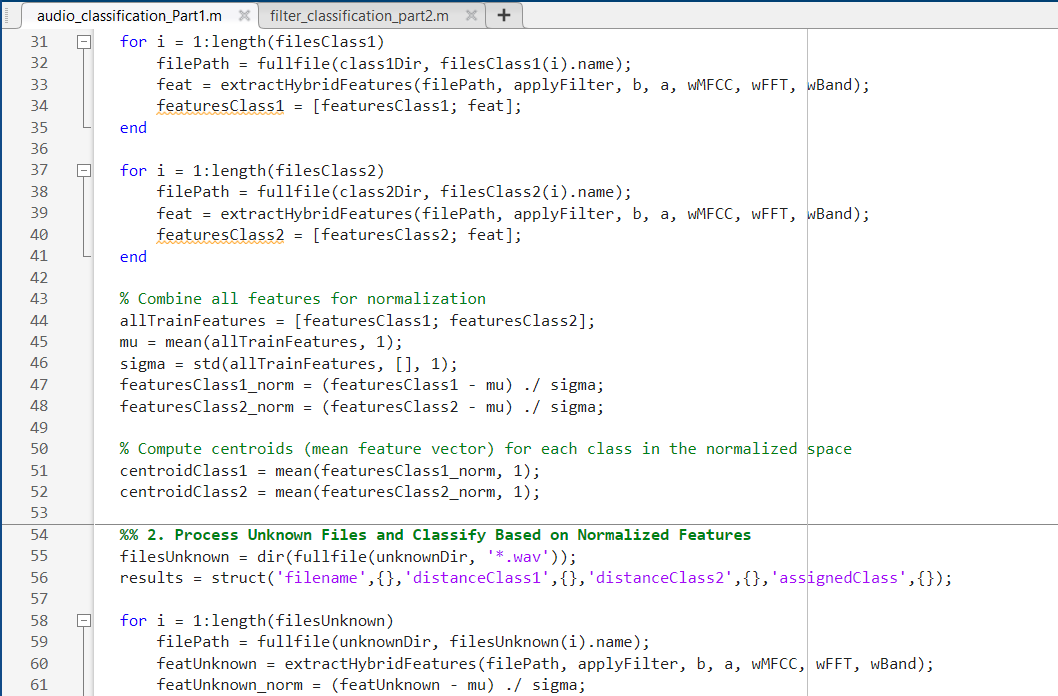 audio_classification_Part1.m × filter_classification_part2.m × +
31 for i = 1:length(filesClass1)
32 filePath = fullfile(class1Dir, filesClass1(i).name);
33 feat = extractHybridFeatures(filePath, applyFilter, b, a, wMFCC, wFFT, wBand);
34 featuresClass1 = [featuresClass1; feat];
35 end
36
37 for i = 1:length(filesClass2)
38 filePath = fullfile(class2Dir, filesClass2(i).name);
39 feat = extractHybridFeatures(filePath, applyFilter, b, a, wMFCC, wFFT, wBand);
40 featuresClass2 = [featuresClass2; feat];
41 end
42
43 % Combine all features for normalization
44 allTrainFeatures = [featuresClass1; featuresClass2];
45 mu = mean(allTrainFeatures, 1);
46 sigma = std(allTrainFeatures, [], 1);
47 featuresClass1_norm = (featuresClass1 - mu) ./ sigma;
48 featuresClass2_norm = (featuresClass2 - mu) ./ sigma;
49
50 % Compute centroids (mean feature vector) for each class in the normalized space
51 centroidClass1 = mean(featuresClass1_norm, 1);
52 centroidClass2 = mean(featuresClass2_norm, 1);
53
54 %% 2. Process Unknown Files and Classify Based on Normalized Features
55 filesUnknown = dir(fullfile(unknownDir, '*.wav'));
56 results = struct('filename',{},'distanceClass1',{},'distanceClass2',{},'assignedClass',{});
57
58 for i = 1:length(filesUnknown)
59 filePath = fullfile(unknownDir, filesUnknown(i).name);
60 featUnknown = extractHybridFeatures(filePath, applyFilter, b, a, wMFCC, wFFT, wBand);
61 featUnknown_norm = (featUnknown - mu) ./ sigma;